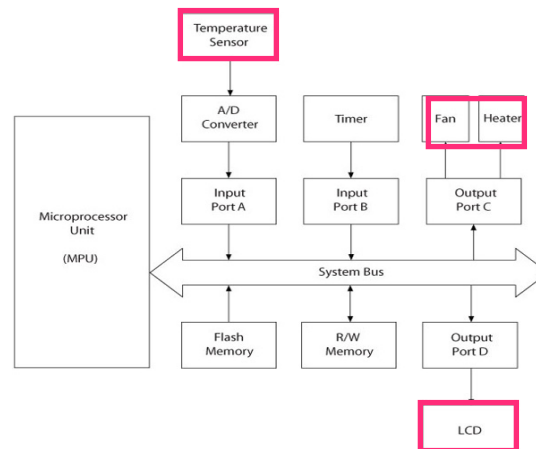 Temperature
Sensor
A/D
Converter
Timer
Fan
Heater
Input
Port A
Input
Port B
Output
Port C
Microprocessor
Unit
(MPU)
System Bus
Flash
Memory
R/W
Memory
Output
Port D
LCD